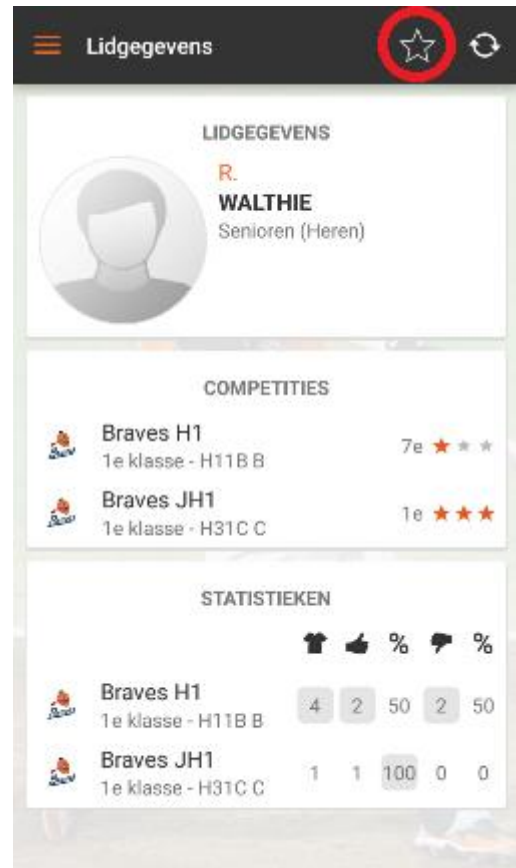 Lidgegevens
LIDGEGEVENS
R.
WALTHIE
Senioren (Heren)
COMPETITIES
Braves H1
7e
1e klasse - H11B B
Braves JH1
1e
1e klasse - H31C C
STATISTIEKEN
% %
Braves H1
4 2 50 2 50
1e klasse - H11B B
Braves JH1
1 1 100 0 0
1e klasse - H31C C